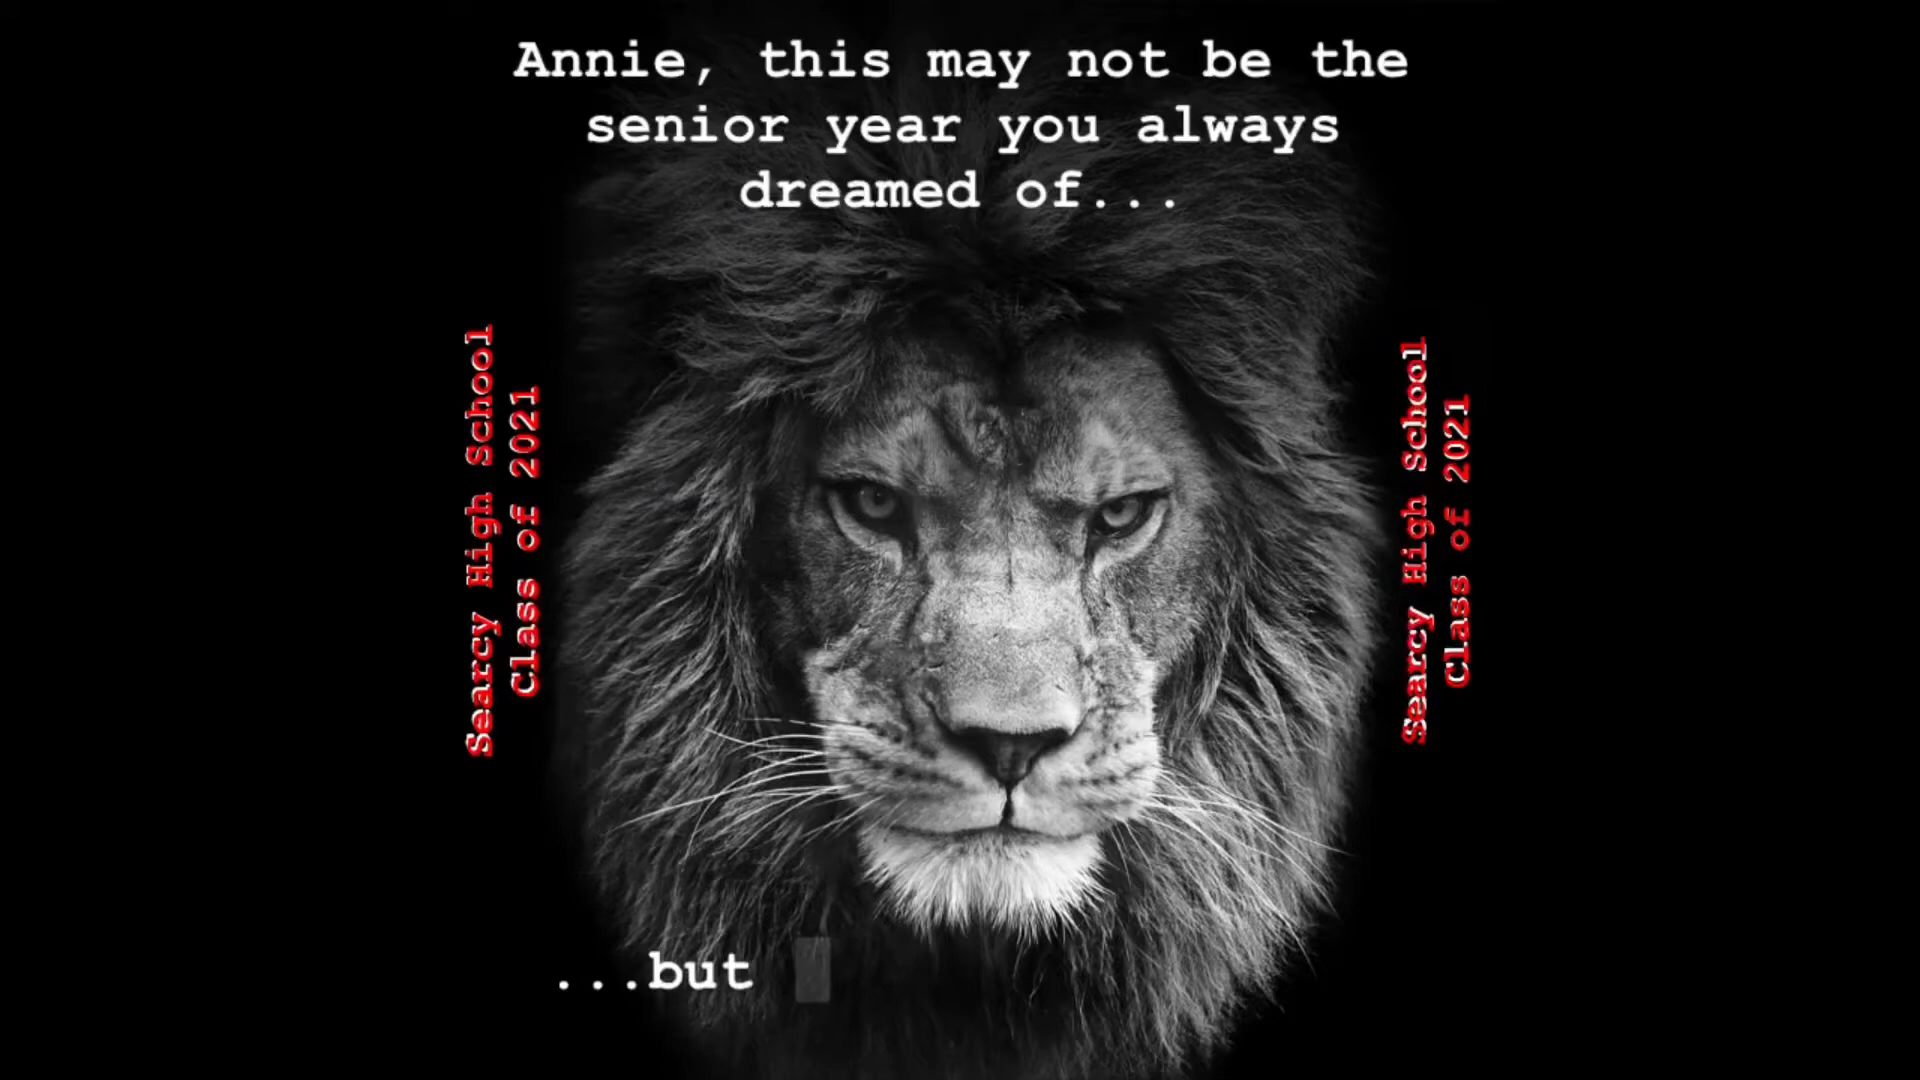 Annie, this may not be the
senior year you always
dreamed of...
Searcy High School
Class of 2021
Searcy High School
Class of 2021
...but